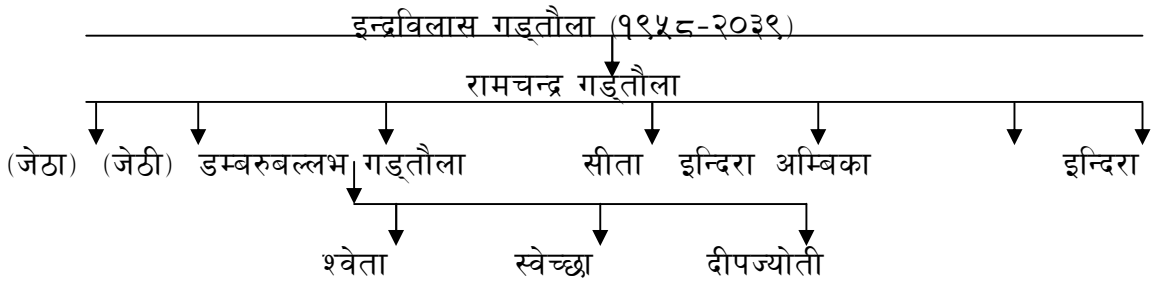 इन्द्रविलास गड्तौला (१९५८-२०३९)
रामचन्द्र गड्तौला
(जेठा) (जेठी) डम्बरुबल्लभ गड्तौला सीता इन्दिरा अम्बिका इन्दिरा
श्वेता स्वेच्छा दीपज्योती